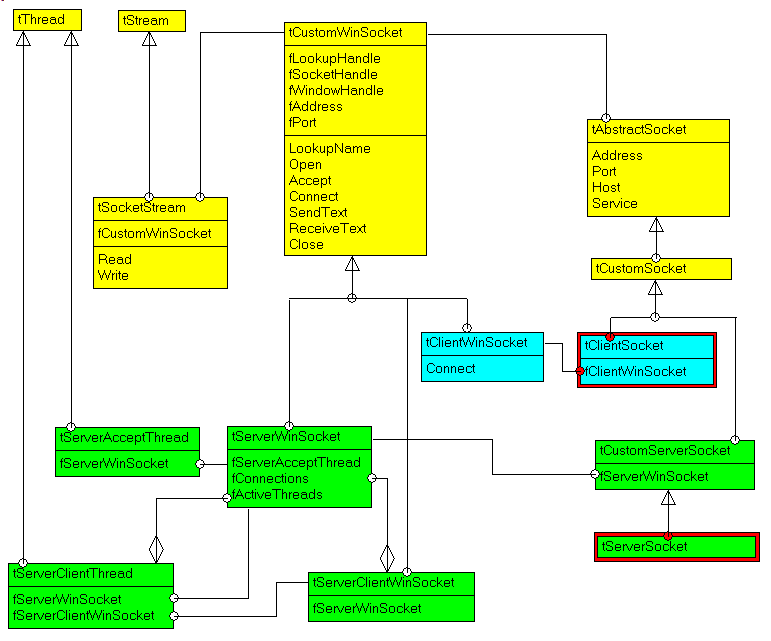 tThread
tStream
tCustomWinSocket
fLookupHandle
fSocketHandle
fWindowHandle
fAddress
fPort
LookupName
Open
Accept
Connect
SendText
ReceiveText
Close
tAbstractSocket
Address
Port
Host
Service
tSocketStream
fCustomWinSocket
Read
Write
tCustomSocket
tClientWinSocket
Connect
tClientSocket
fClientWinSocket
tServerAcceptThread
fServerWinSocket
tServerWinSocket
fServerAcceptThread
fConnections
fActiveThreads
tCustomServerSocket
fServerWinSocket
tServerSocket
tServerClientThread
fServerWinSocket
fServerClientWinSocket
tServerClientWinSocket
fServerWinSocket